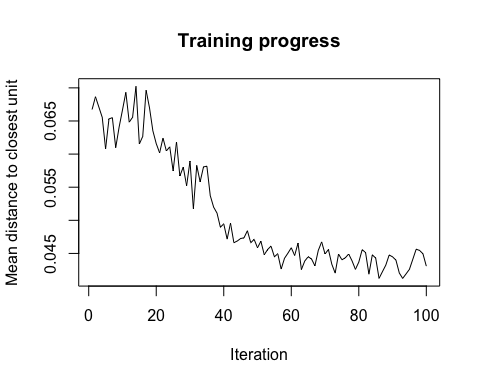 Training progress
Mean distance to closest unit
0.065
0.055
0.045
0 20 40 60 80 100
Iteration